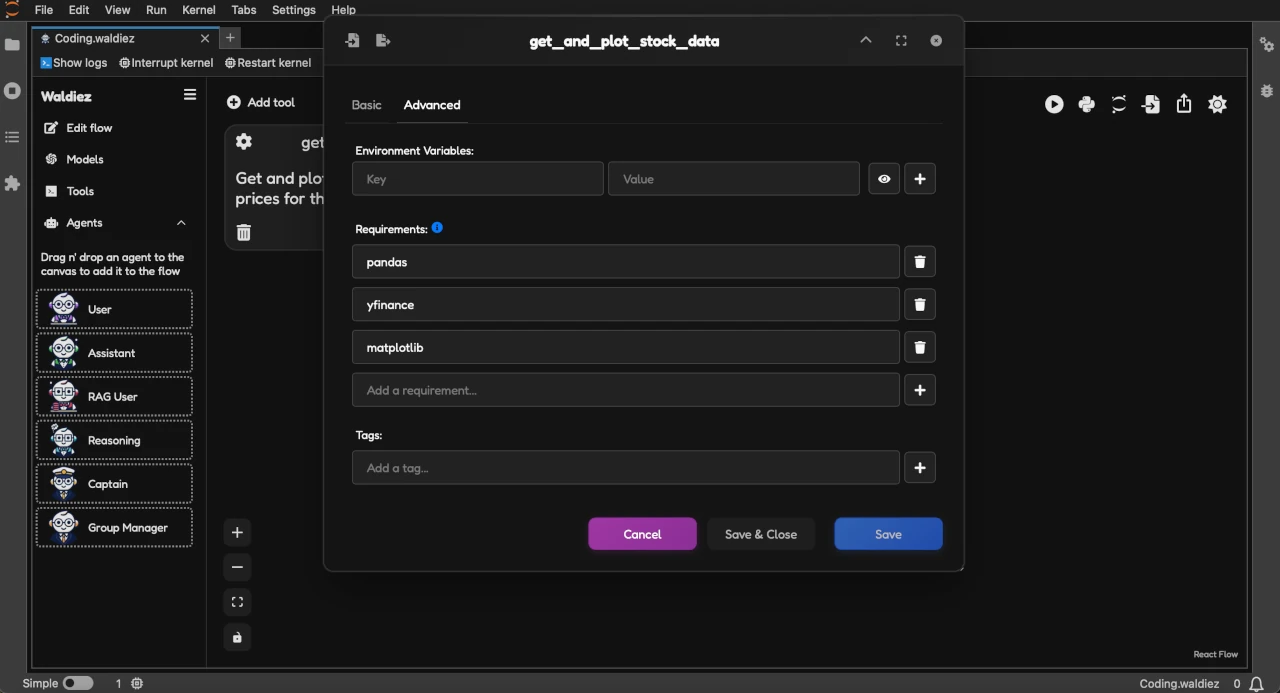 File Edit View Run Kernel Tabs Settings Help
Coding.waldiez
Show logs Interrupt kernel Restart kernel
Waldiez
Edit flow
Models
Tools
Agents
Drag n' drop an agent to the
canvas to add it to the flow
User
Assistant
RAG User
Reasoning
Captain
Group Manager
Add tool
get
Get and plo
prices for th
get_and_plot_stock_data
Basic Advanced
Environment Variables:
Key Value
Requirements:
pandas
yfinance
matplotlib
Add a requirement...
Tags:
Add a tag...
Cancel Save & Close Save
React Flow
Simple 1 Coding.waldiez 0